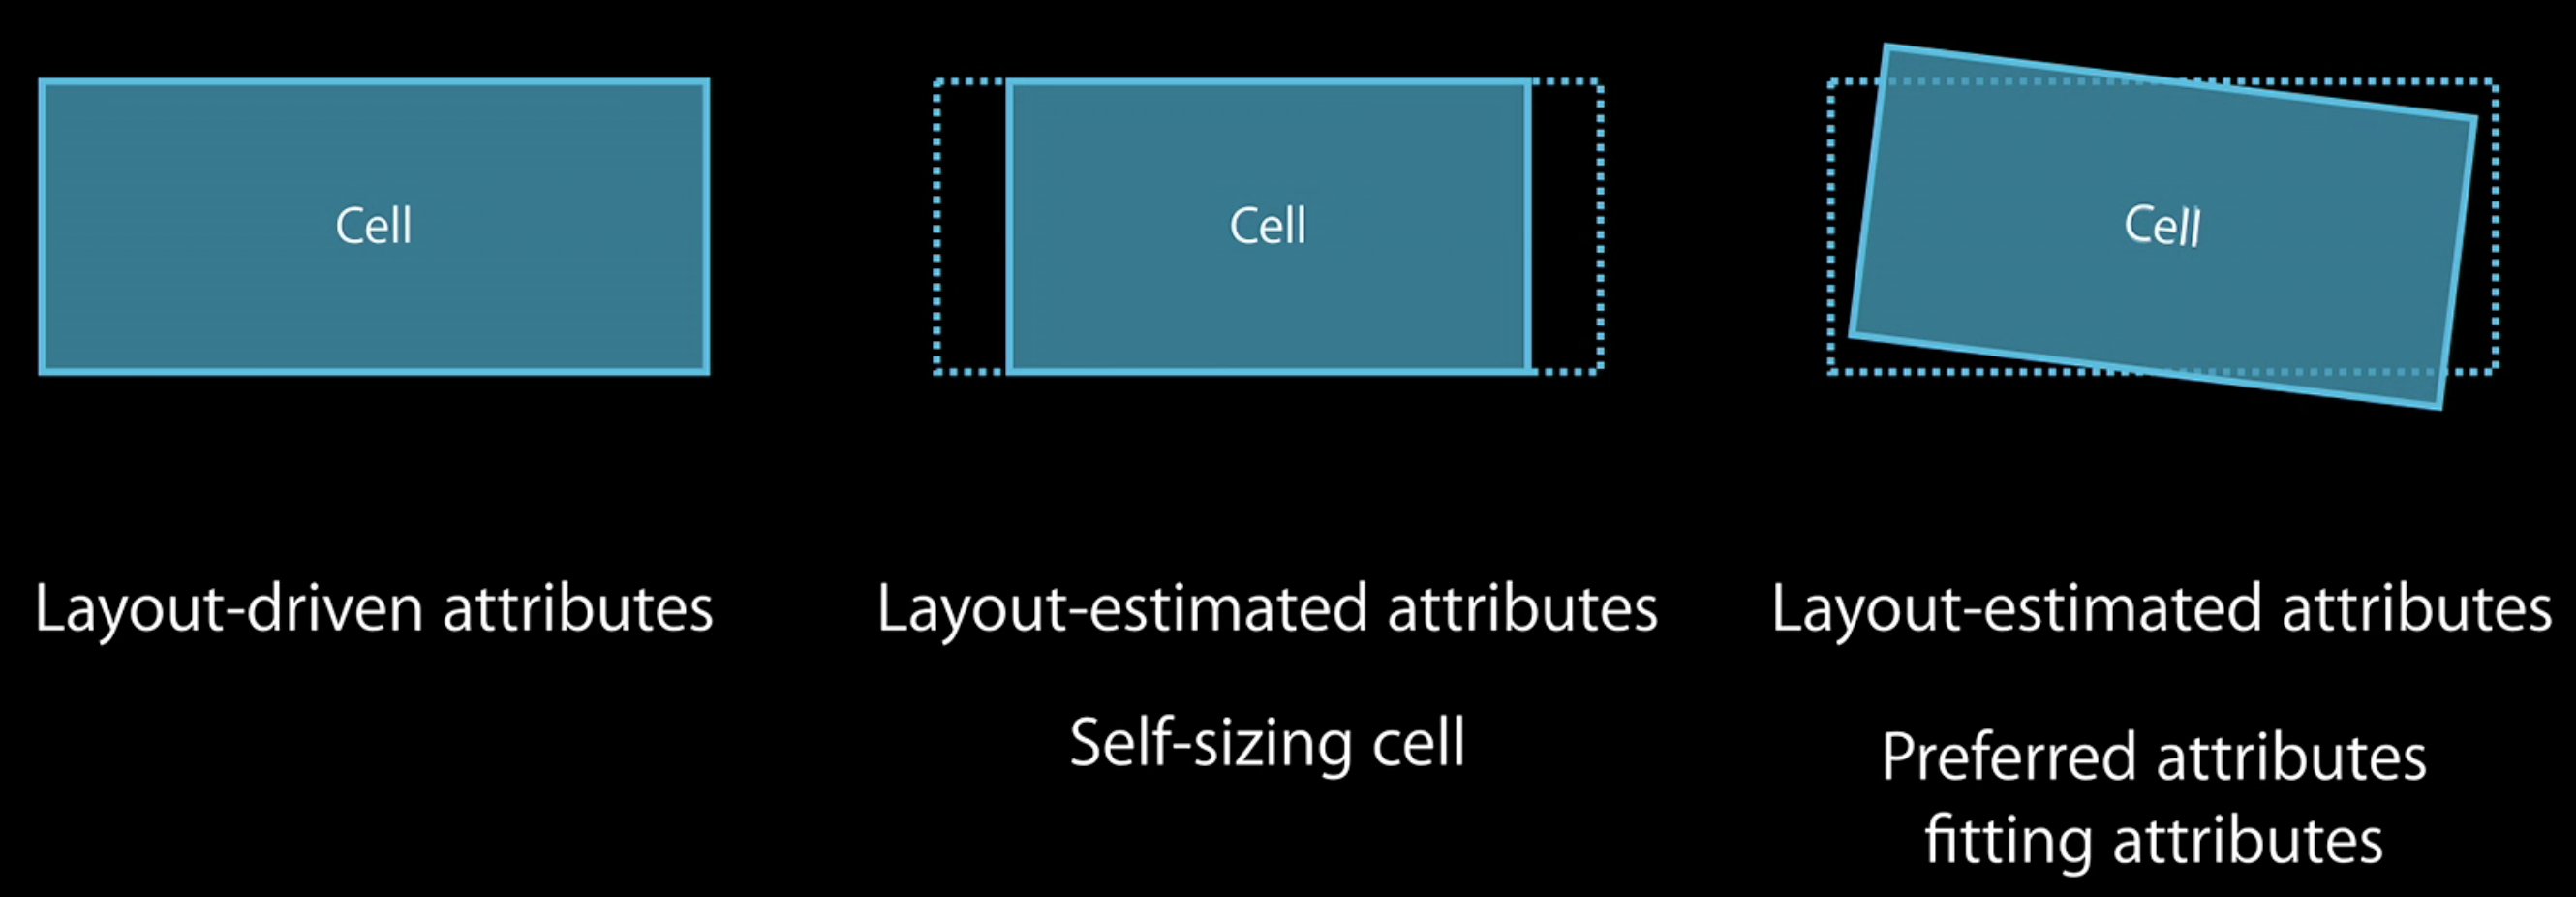 Cell
Cell
Cell
Layout-driven attributes
Layout-estimated attributes
Self-sizing cell
Layout-estimated attributes
Preferred attributes
fitting attributes